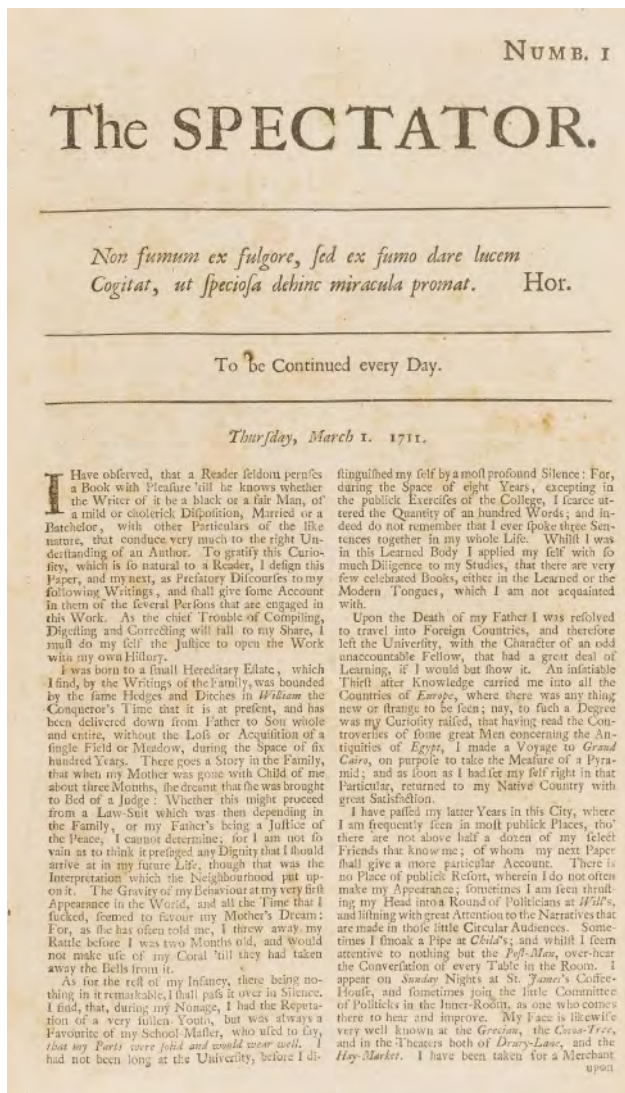 NUMB. 1
The SPECTATOR.
Non fumum ex fulgore, ſed ex fumo dare lucem
Cogitat, ut ſpecioſa dehinc miracula promat. Hor.
To be Continued every Day.
Thurſday, March 1. 1711.
I Have obſerved, that a Reader ſeldom peruſes
a Book with Pleaſure 'till he knows whether
the Writer of it be a black or a fair Man, of
a mild or cholerick Diſpoſition, Married or a
Batchelor, with other Particulars of the like
nature, that conduce very much to the right Un-
derſtanding of an Author. To gratify this Curio-
ſity, which is ſo natural to a Reader, I deſign this
Paper, and my next, as Prefatory Diſcourſes to my
following Writings, and ſhall give ſome Account
in them of the ſeveral Perſons that are engaged in
this Work. As the chief Trouble of Compiling,
Digeſting and Correcting will fall to my Share, I
muſt do my ſelf the Juſtice to open the Work
with my own Hiſtory.
I was born to a ſmall Hereditary Eſtate, which
I find, by the Writings of the Family, was bounded
by the ſame Hedges and Ditches in William the
Conqueror's Time that it is at preſent, and has
been delivered down from Father to Son whole
and entire, without the Loſs or Acquiſition of a
ſingle Field or Meadow, during the Space of ſix
hundred Years. There goes a Story in the Family,
that when my Mother was gone with Child of me
about three Months, ſhe dreamt that ſhe was brought
to Bed of a Judge: Whether this might proceed
from a Law-Suit which was then depending in
the Family, or my Father's being a Juſtice of
the Peace, I cannot determine; for I am not ſo
vain as to think it preſaged any Dignity that I ſhould
arrive at in my future Life, though that was the
Interpretation which the Neighbourhood put up-
on it. The Gravity of my Behaviour at my very firſt
Appearance in the World, and all the Time that I
ſucked, ſeemed to favour my Mother's Dream:
For, as ſhe has often told me, I threw away my
Rattle before I was two Months old, and would
not make uſe of my Coral 'till they had taken
away the Bells from it.
As for the reſt of my Infancy, there being no-
thing in it remarkable, I ſhall paſs it over in Silence.
I find, that, during my Nonage, I had the Reputa-
tion of a very ſullen Youth, but was always a
Favourite of my School-Maſter, who uſed to ſay,
that my Parts were ſolid and would wear well. I
had not been long at the Univerſity, before I di-
ſtinguiſhed my ſelf by a moſt profound Silence: For,
during the Space of eight Years, excepting in
the publick Exerciſes of the College, I ſcarce ut-
tered the Quantity of an hundred Words; and in-
deed do not remember that I ever ſpoke three Sen-
tences together in my whole Life. Whilſt I was
in this Learned Body I applied my ſelf with ſo
much Diligence to my Studies, that there are very
few celebrated Books, either in the Learned or the
Modern Tongues, which I am not acquainted
with.
Upon the Death of my Father I was reſolved
to travel into Foreign Countries, and therefore
left the Univerſity, with the Character of an odd
unaccountable Fellow, that had a great deal of
Learning, if I would but ſhow it. An inſatiable
Thirſt after Knowledge carried me into all the
Countries of Europe, where there was any thing
new or ſtrange to be ſeen; nay, to ſuch a Degree
was my Curioſity raiſed, that having read the Con-
troverſies of ſome great Men concerning the An-
tiquities of Egypt, I made a Voyage to Grand
Cairo, on purpoſe to take the Meaſure of a Pyra-
mid; and as ſoon as I had ſet my ſelf right in that
Particular, returned to my Native Country with
great Satisfaction.
I have paſſed my latter Years in this City, where
I am frequently ſeen in moſt publick Places, tho'
there are not above half a dozen of my ſelect
Friends that know me; of whom my next Paper
ſhall give a more particular Account. There is
no Place of publick Reſort, wherein I do not often
make my Appearance; ſometimes I am ſeen thruſt-
ing my Head into a Round of Politicians at Will's,
and liſtning with great Attention to the Narratives that
are made in thoſe little Circular Audiences. Some-
times I ſmoak a Pipe at Child's; and whilſt I ſeem
attentive to nothing but the Poſt-Man, over-hear
the Converſation of every Table in the Room. I
appear on Sunday Nights at St. James's Coffee-
Houſe, and ſometimes join the little Committee
of Politicks in the Inner-Room, as one who comes
there to hear and improve. My Face is likewiſe
very well known at the Grecian, the Cocoa-Tree,
and in the Theaters both of Drury-Lane, and the
Hay-Market. I have been taken for a Merchant
upon